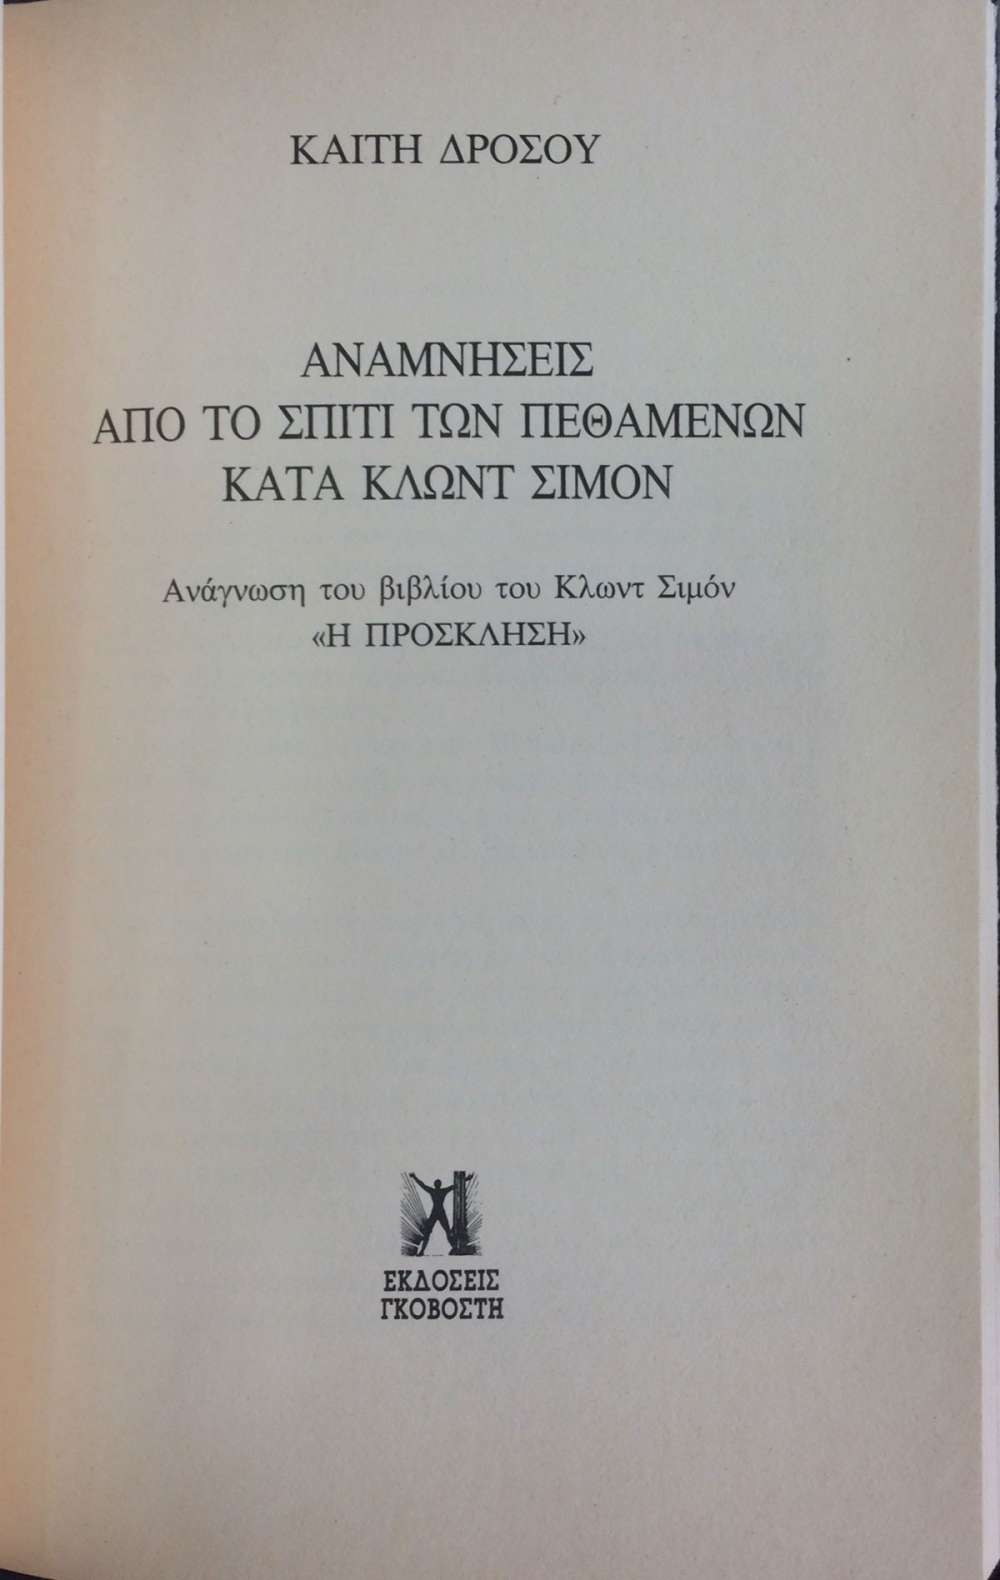 ΚΑΙΤΗ ΔΡΟΣΟΥ
ΑΝΑΜΝΗΣΕΙΣ
ΑΠΟ ΤΟ ΣΠΙΤΙ ΤΩΝ ΠΕΘΑΜΕΝΩΝ
ΚΑΤΑ ΚΛΩΝΤ ΣΙΜΟΝ
Ανάγνωση του βιβλίου του Κλωντ Σιμόν
«Η ΠΡΟΣΚΛΗΣΗ»
ΕΚΔΟΣΕΙΣ
ΓΚΟΒΟΣΤΗ